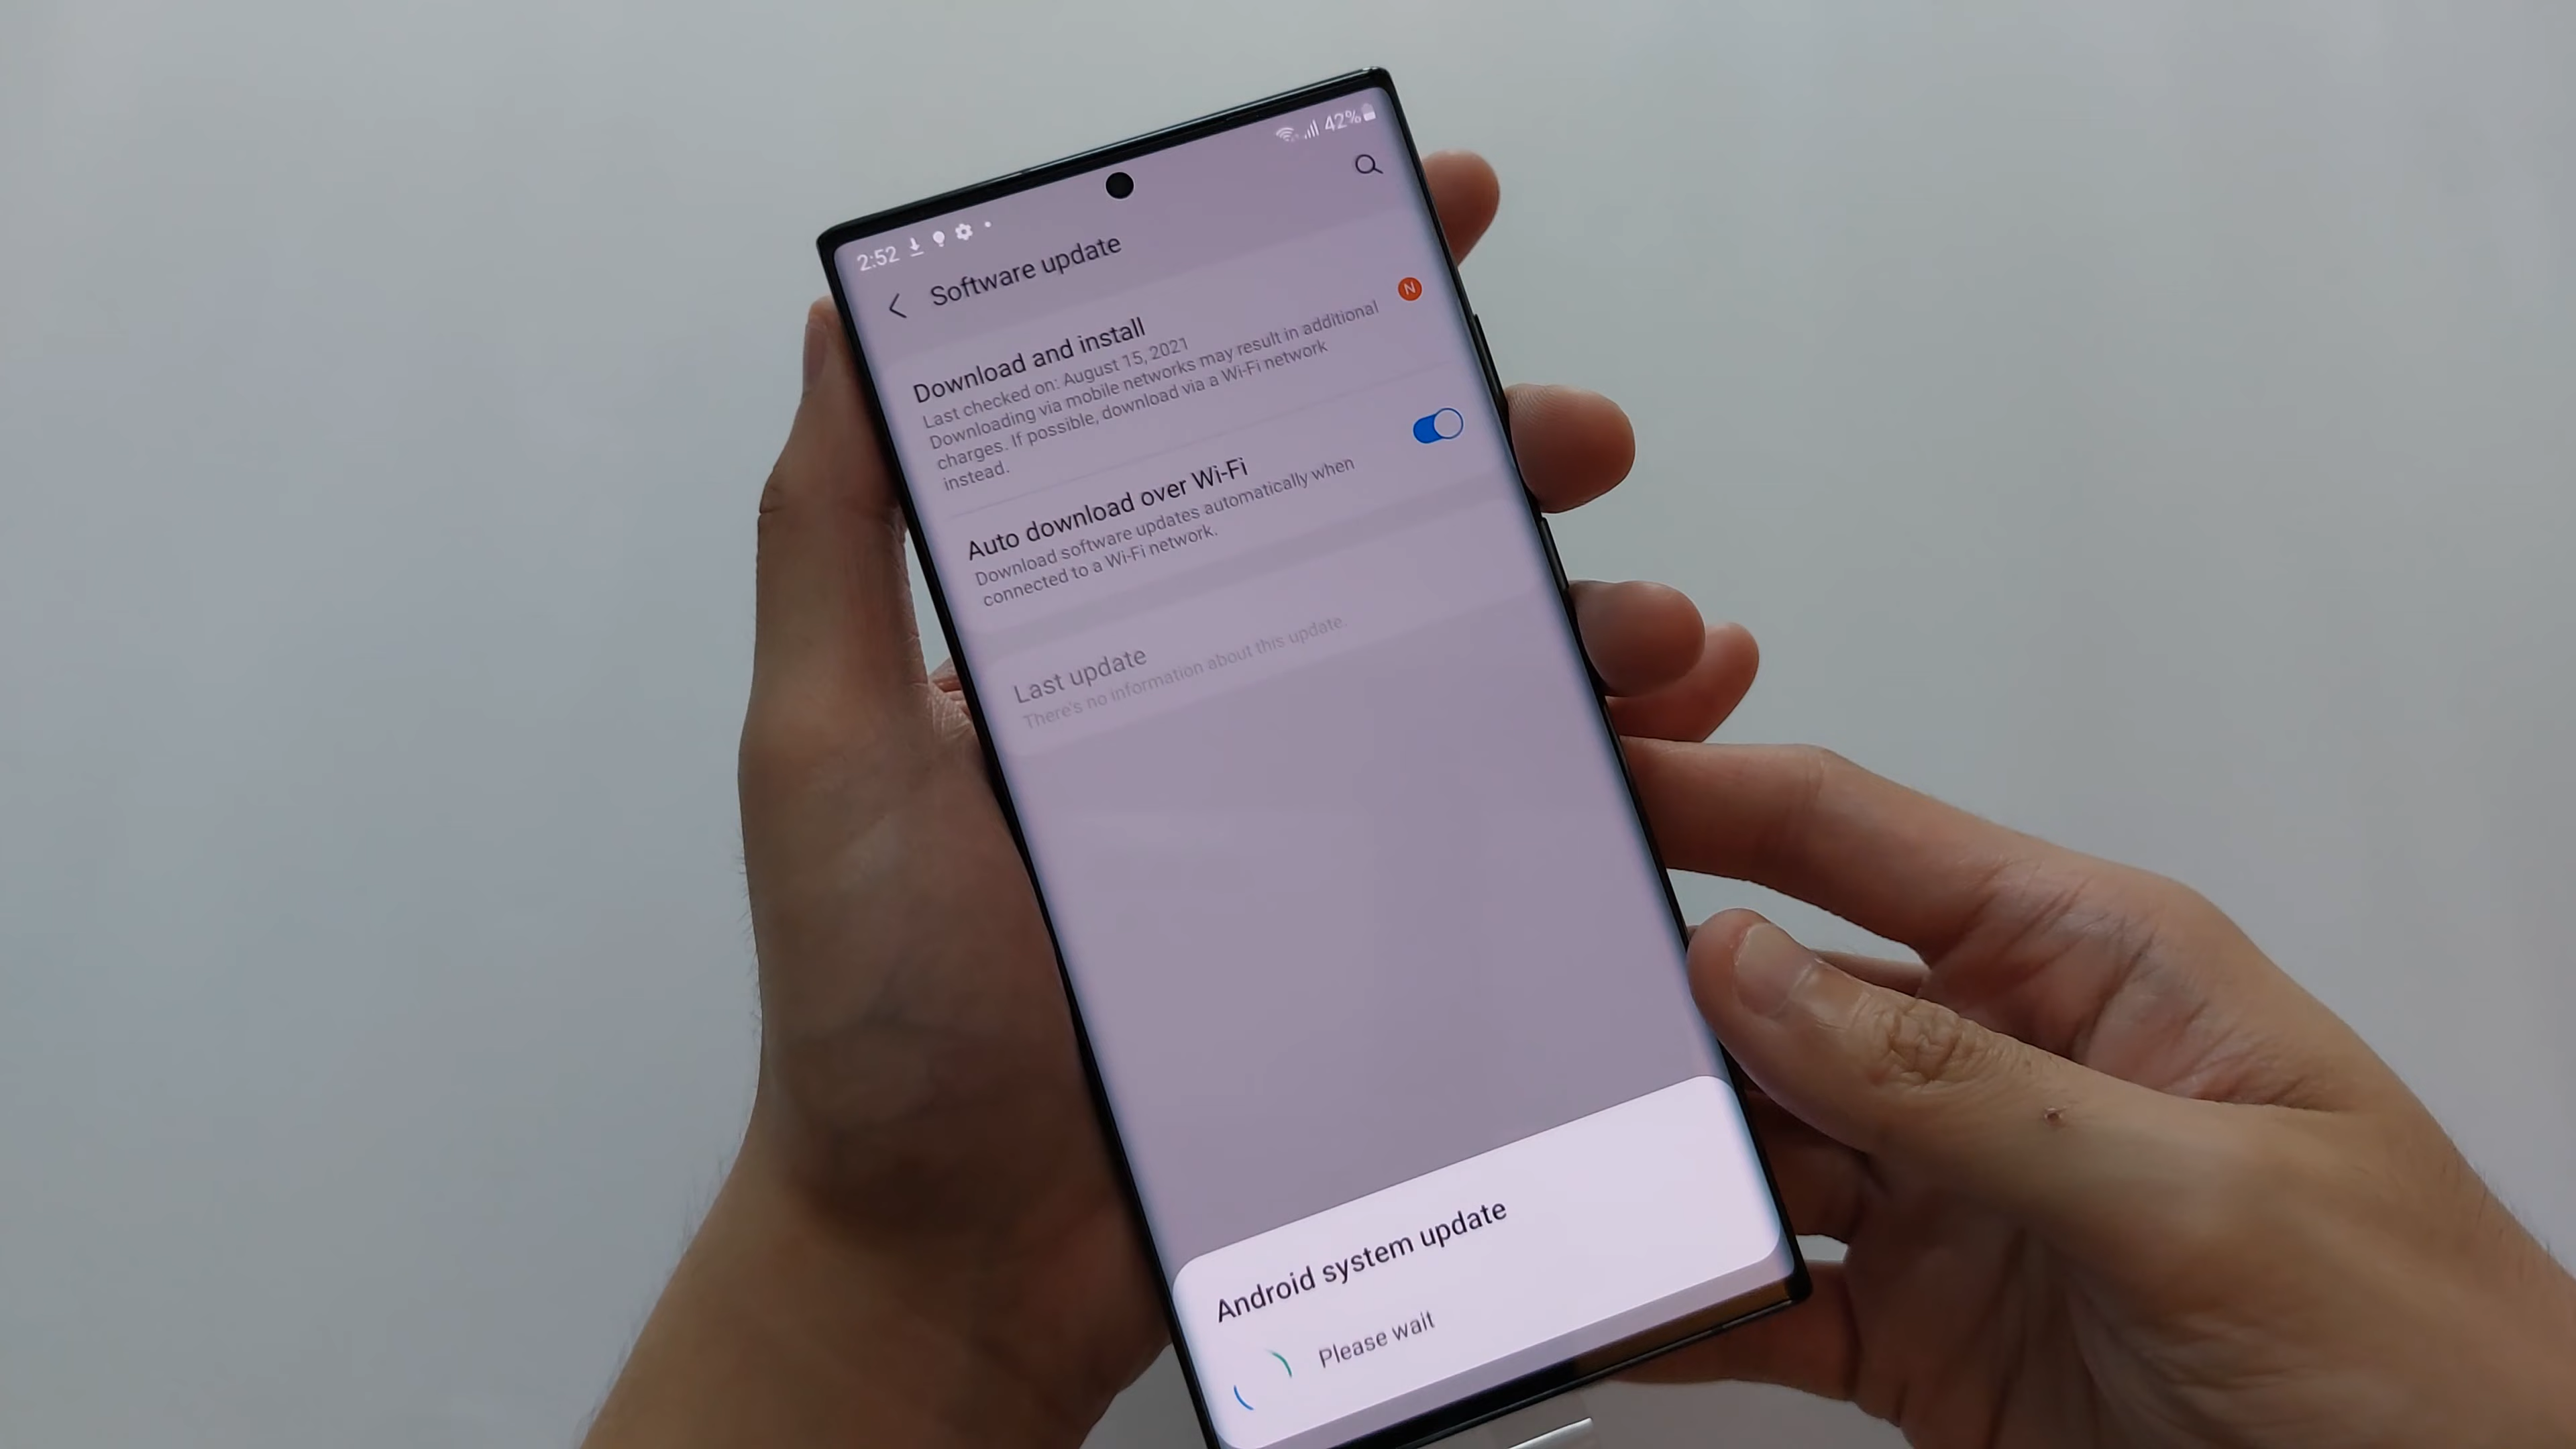 2:52
42%
Software update
Download and install
N
Last checked on: August 15, 2021
Downloading via mobile networks may result in additional
charges. If possible, download via a Wi-Fi network
instead.
Auto download over Wi-Fi
Download software updates automatically when
connected to a Wi-Fi network.
Last update
There's no information about this update.
Android system update
Please wait